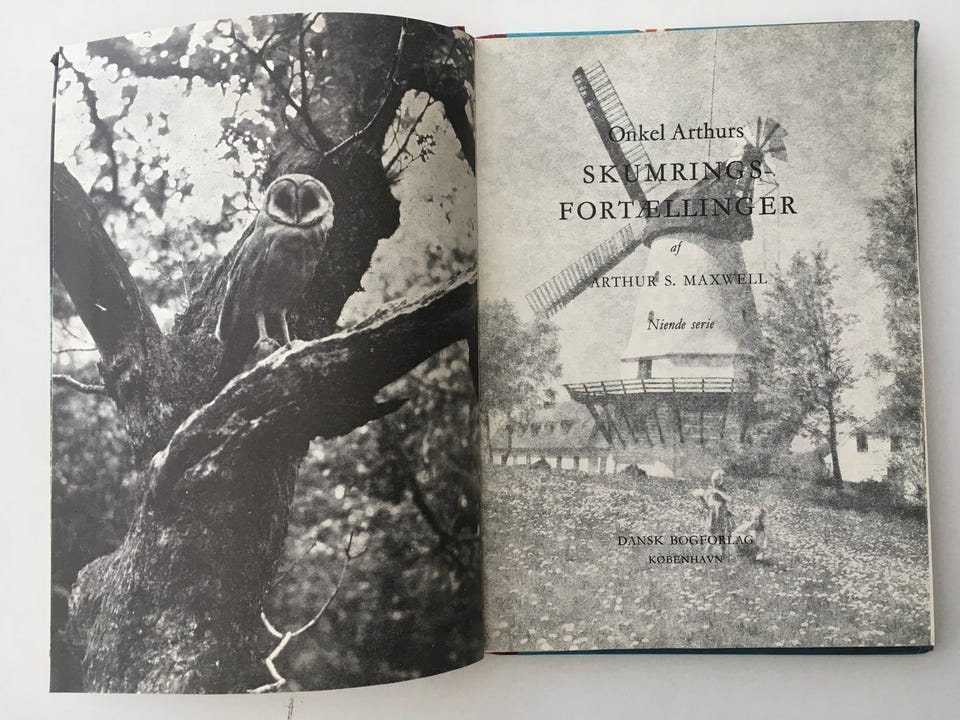 Onkel Arthurs
SKUMRINGS-
FORTÆLLINGER
af
ARTHUR S. MAXWELL
Niende serie
DANSK BOGFORLAG
KØBENHAVN